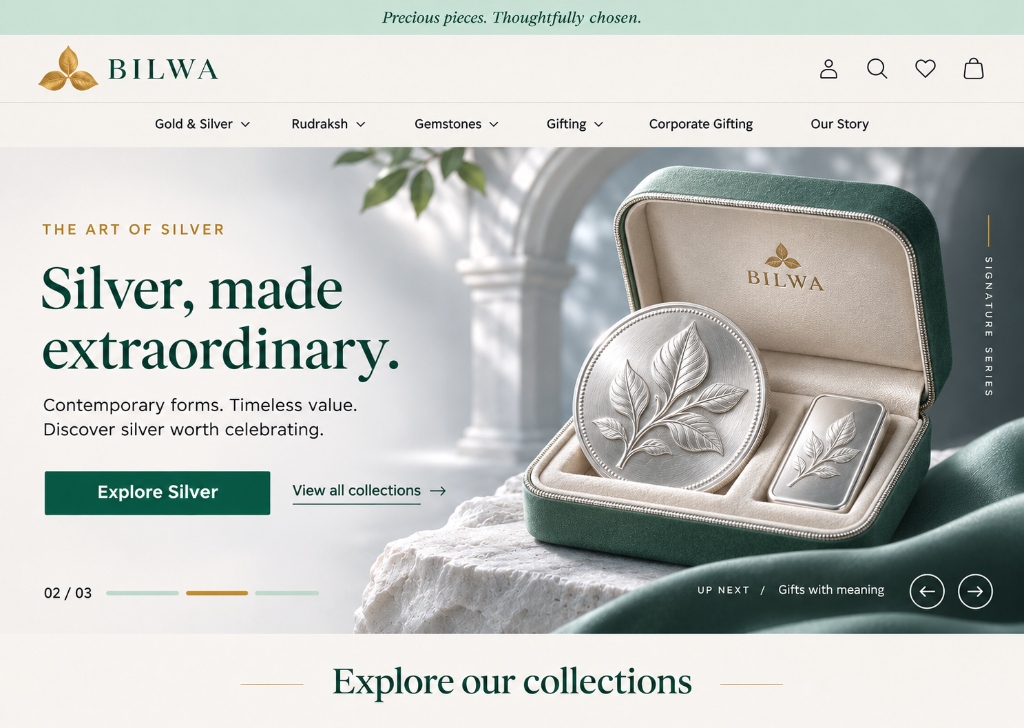 Precious pieces. Thoughtfully chosen.
BILWA
Gold & Silver
Rudraksh
Gemstones
Gifting
Corporate Gifting
Our Story
THE ART OF SILVER
Silver, made
extraordinary.
Contemporary forms. Timeless value.
Discover silver worth celebrating.
Explore Silver
View all collections
BILWA
SIGNATURE SERIES
02 / 03
UP NEXT / Gifts with meaning
Explore our collections